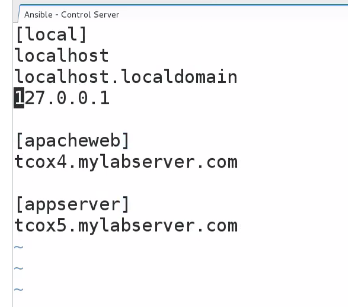 Ansible - Control Server
[local]
localhost
localhost.localdomain
127.0.0.1
[apacheweb]
tcox4.mylabserver.com
[appserver]
tcox5.mylabserver.com
~
~
~